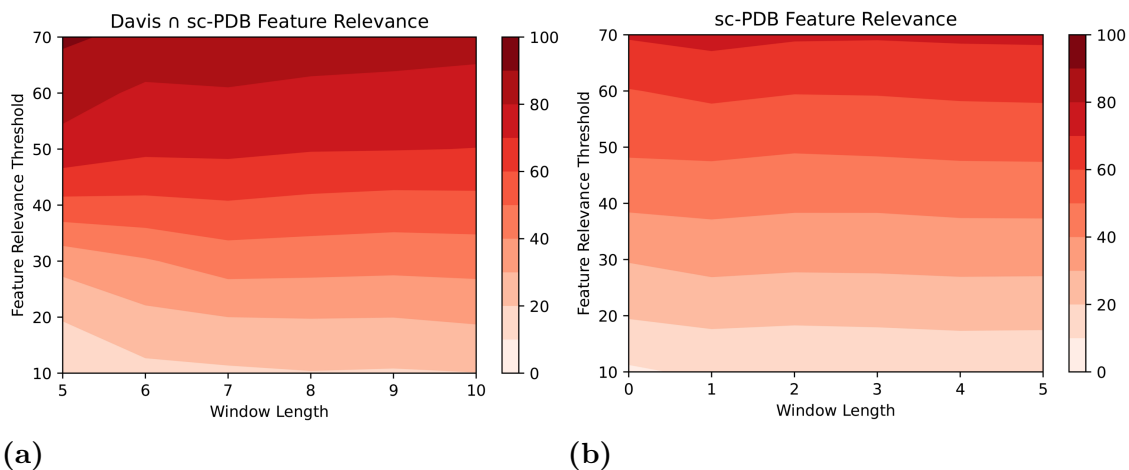 Davis ∩ sc-PDB Feature Relevance
Feature Relevance Threshold
70
60
50
40
30
20
10
5 6 7 8 9 10
Window Length
100
80
60
40
20
0
(a)
sc-PDB Feature Relevance
Feature Relevance Threshold
70
60
50
40
30
20
10
0 1 2 3 4 5
Window Length
100
80
60
40
20
0
(b)